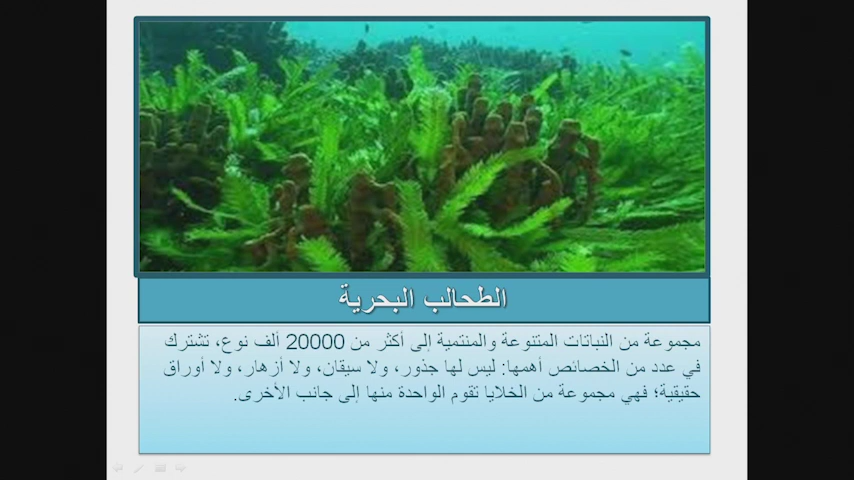 الطحالب البحرية
مجموعة من النباتات المتنوعة والمنتمية إلى أكثر من 20000 ألف نوع، تشترك
في عدد من الخصائص أهمها: ليس لها جذور، ولا سيقان، ولا أزهار، ولا أوراق
حقيقية؛ فهي مجموعة من الخلايا تقوم الواحدة منها إلى جانب الأخرى.